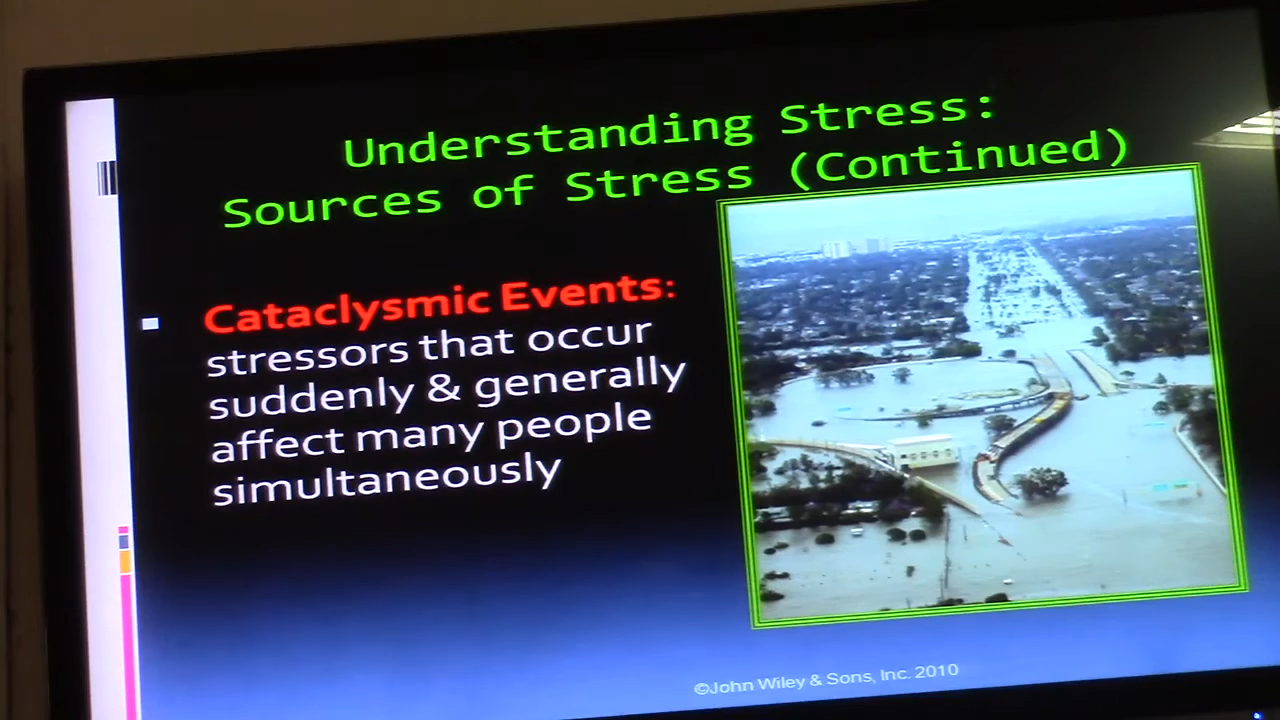 Understanding Stress:
Sources of Stress (Continued)
Cataclysmic Events:
stressors that occur
suddenly & generally
affect many people
simultaneously
©John Wiley & Sons, Inc. 2010